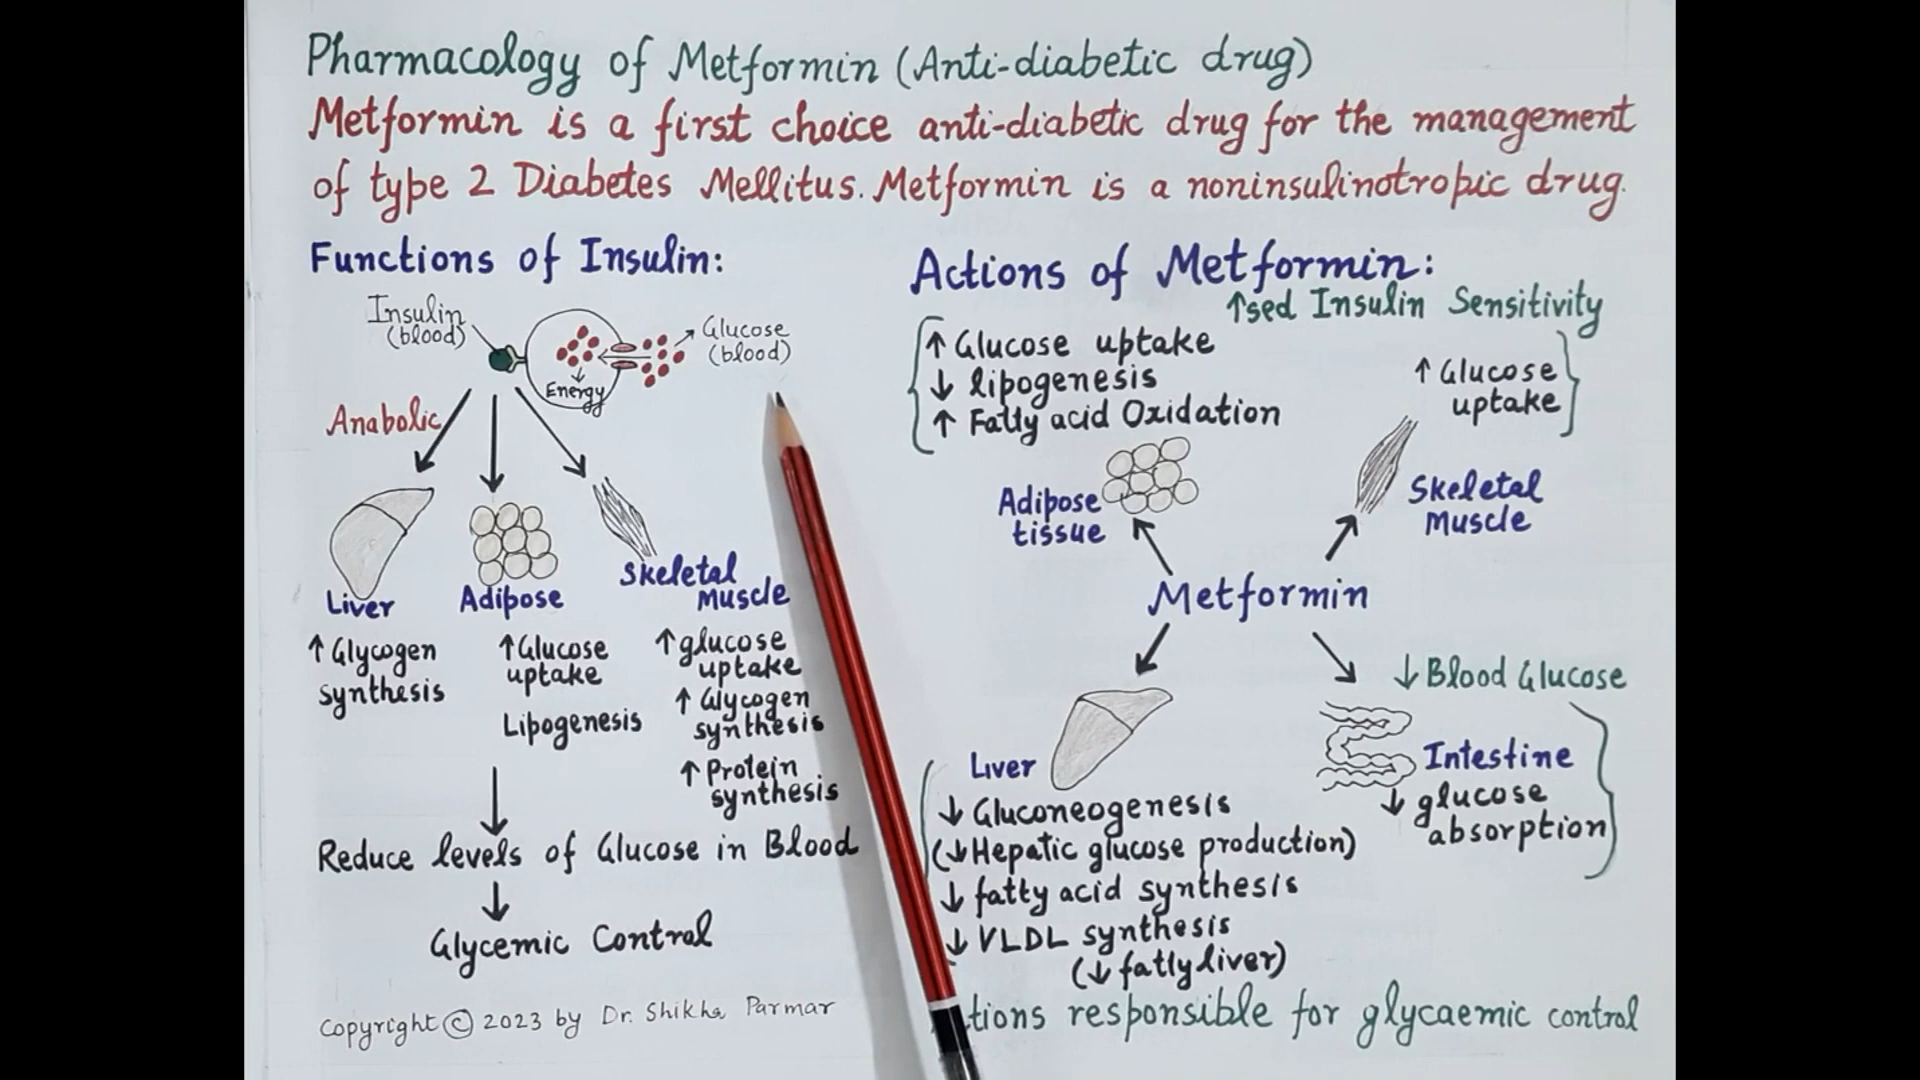 Pharmacology of Metformin (Anti-diabetic drug)
Metformin is a first choice anti-diabetic drug for the management
of type 2 Diabetes Mellitus. Metformin is a noninsulinotropic drug.
Functions of Insulin:
Insulin
(blood)
Glucose
(blood)
Energy
Anabolic
Liver
↑ Glycogen
synthesis
Adipose
↑ Glucose
uptake
Lipogenesis
Skeletal
Muscle
↑ glucose
uptake
↑ Glycogen
synthesis
↑ Protein
synthesis
Reduce levels of Glucose in Blood
Glycemic Control
Copyright © 2023 by Dr. Shikha Parmar
Actions of Metformin:
↑sed Insulin Sensitivity
↑ Glucose uptake
↓ lipogenesis
↑ Fatty acid Oxidation
Adipose
tissue
↑ Glucose
uptake
Skeletal
Muscle
Metformin
Liver
↓ Gluconeogenesis
(↓Hepatic glucose production)
↓ fatty acid synthesis
↓ VLDL synthesis
(↓ fatty liver)
↓ Blood Glucose
Intestine
↓ glucose
absorption
tions responsible for glycaemic control